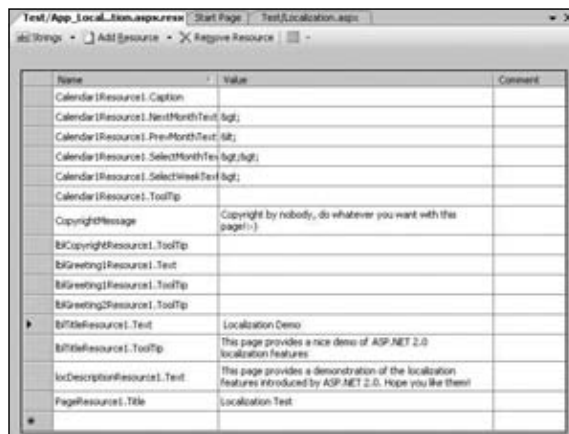 Test/App_Local...tion.aspx.resx Start Page Test/Localization.aspx
Strings Add Resource Remove Resource
Name Value Comment
Calendar1Resource1.Caption
Calendar1Resource1.NextMonthText &gt;
Calendar1Resource1.PrevMonthText &lt;
Calendar1Resource1.SelectMonthTex &gt;&gt;
Calendar1Resource1.SelectWeekText &gt;
Calendar1Resource1.ToolTip
CopyrightMessage Copyright by nobody, do whatever you want with this
page!:-)
lblCopyrightResource1.ToolTip
lblGreeting1Resource1.Text
lblGreeting1Resource1.ToolTip
lblGreeting2Resource1.ToolTip
lblTitleResource1.Text Localization Demo
lblTitleResource1.ToolTip This page provides a nice demo of ASP.NET 2.0
localization features
locDescriptionResource1.Text This page provides a demonstration of the localization
features introduced by ASP.NET 2.0. Hope you like them!
PageResource1.Title Localization Test